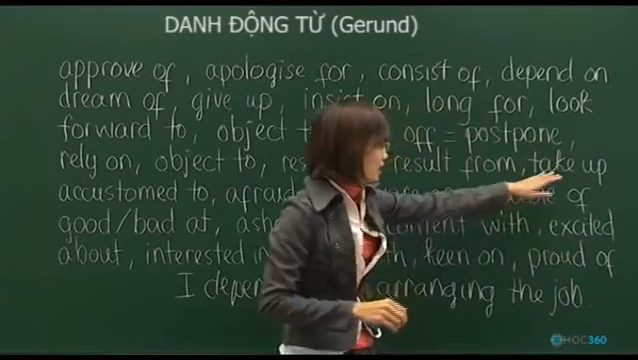 DANH ĐỘNG TỪ (Gerund)
approve of, apologise for, consist of, depend on
dream of, give up, insist on, long for, look
forward to, object t off = postpone,
rely on, object to, res result from, take up
accustomed to, afraid of
good/bad at, ash content with, excited
about, interested in keen on, proud of
I depen arranging the job.
HOC360